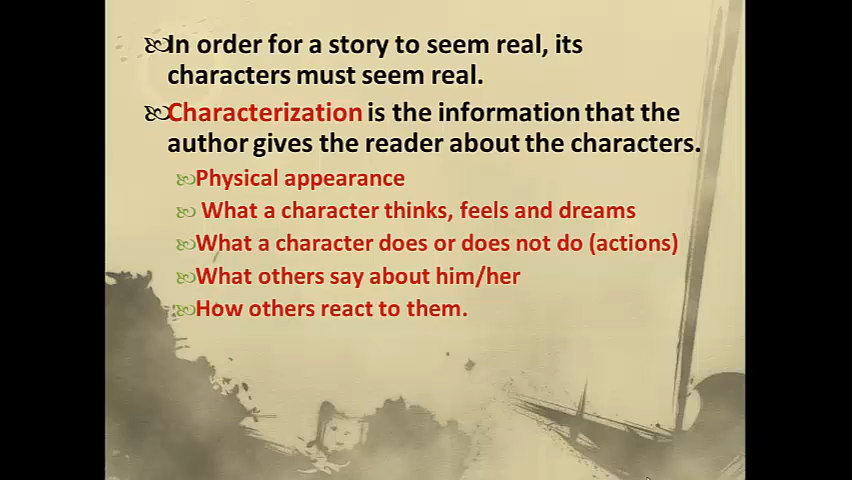 In order for a story to seem real, its
characters must seem real.
Characterization is the information that the
author gives the reader about the characters.
Physical appearance
What a character thinks, feels and dreams
What a character does or does not do (actions)
What others say about him/her
How others react to them.